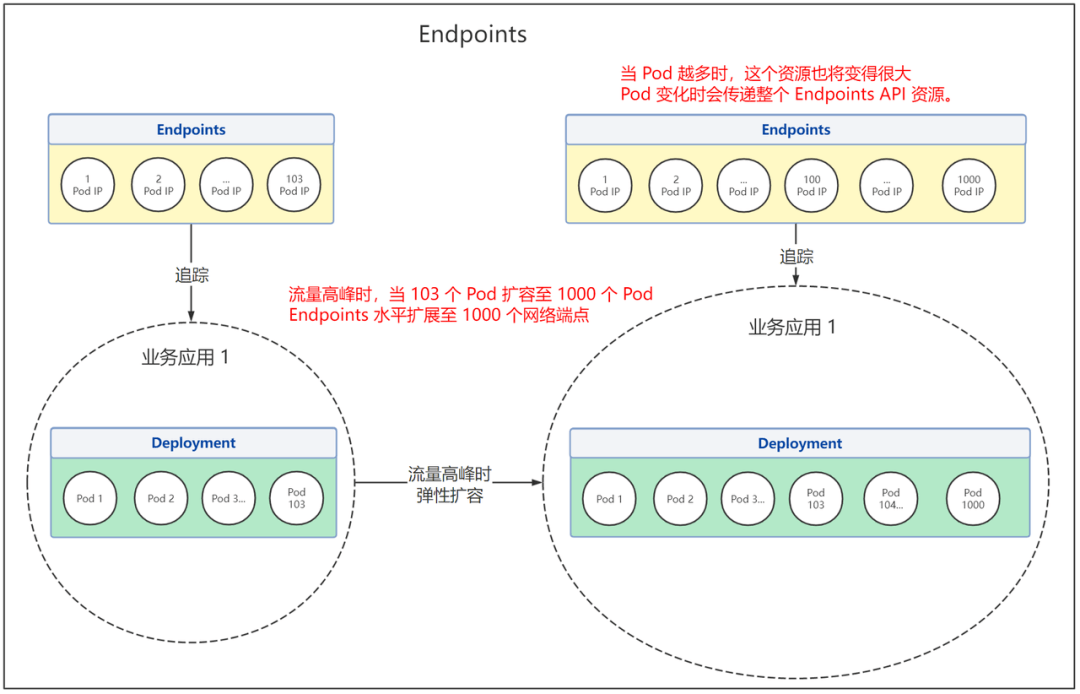 Endpoints
当 Pod 越多时，这个资源也将变得很大
Pod 变化时会传递整个 Endpoints API 资源。
Endpoints
1
Pod IP
2
Pod IP
...
Pod IP
103
Pod IP
Endpoints
1
Pod IP
2
Pod IP
...
Pod IP
100
Pod IP
...
Pod IP
1000
Pod IP
追踪
追踪
流量高峰时，当 103 个 Pod 扩容至 1000 个 Pod
Endpoints 水平扩展至 1000 个网络端点
业务应用 1
业务应用 1
Deployment
Pod 1
Pod 2
Pod 3...
Pod
103
流量高峰时
弹性扩容
Deployment
Pod 1
Pod 2
Pod 3...
Pod
103
Pod
104...
Pod
1000